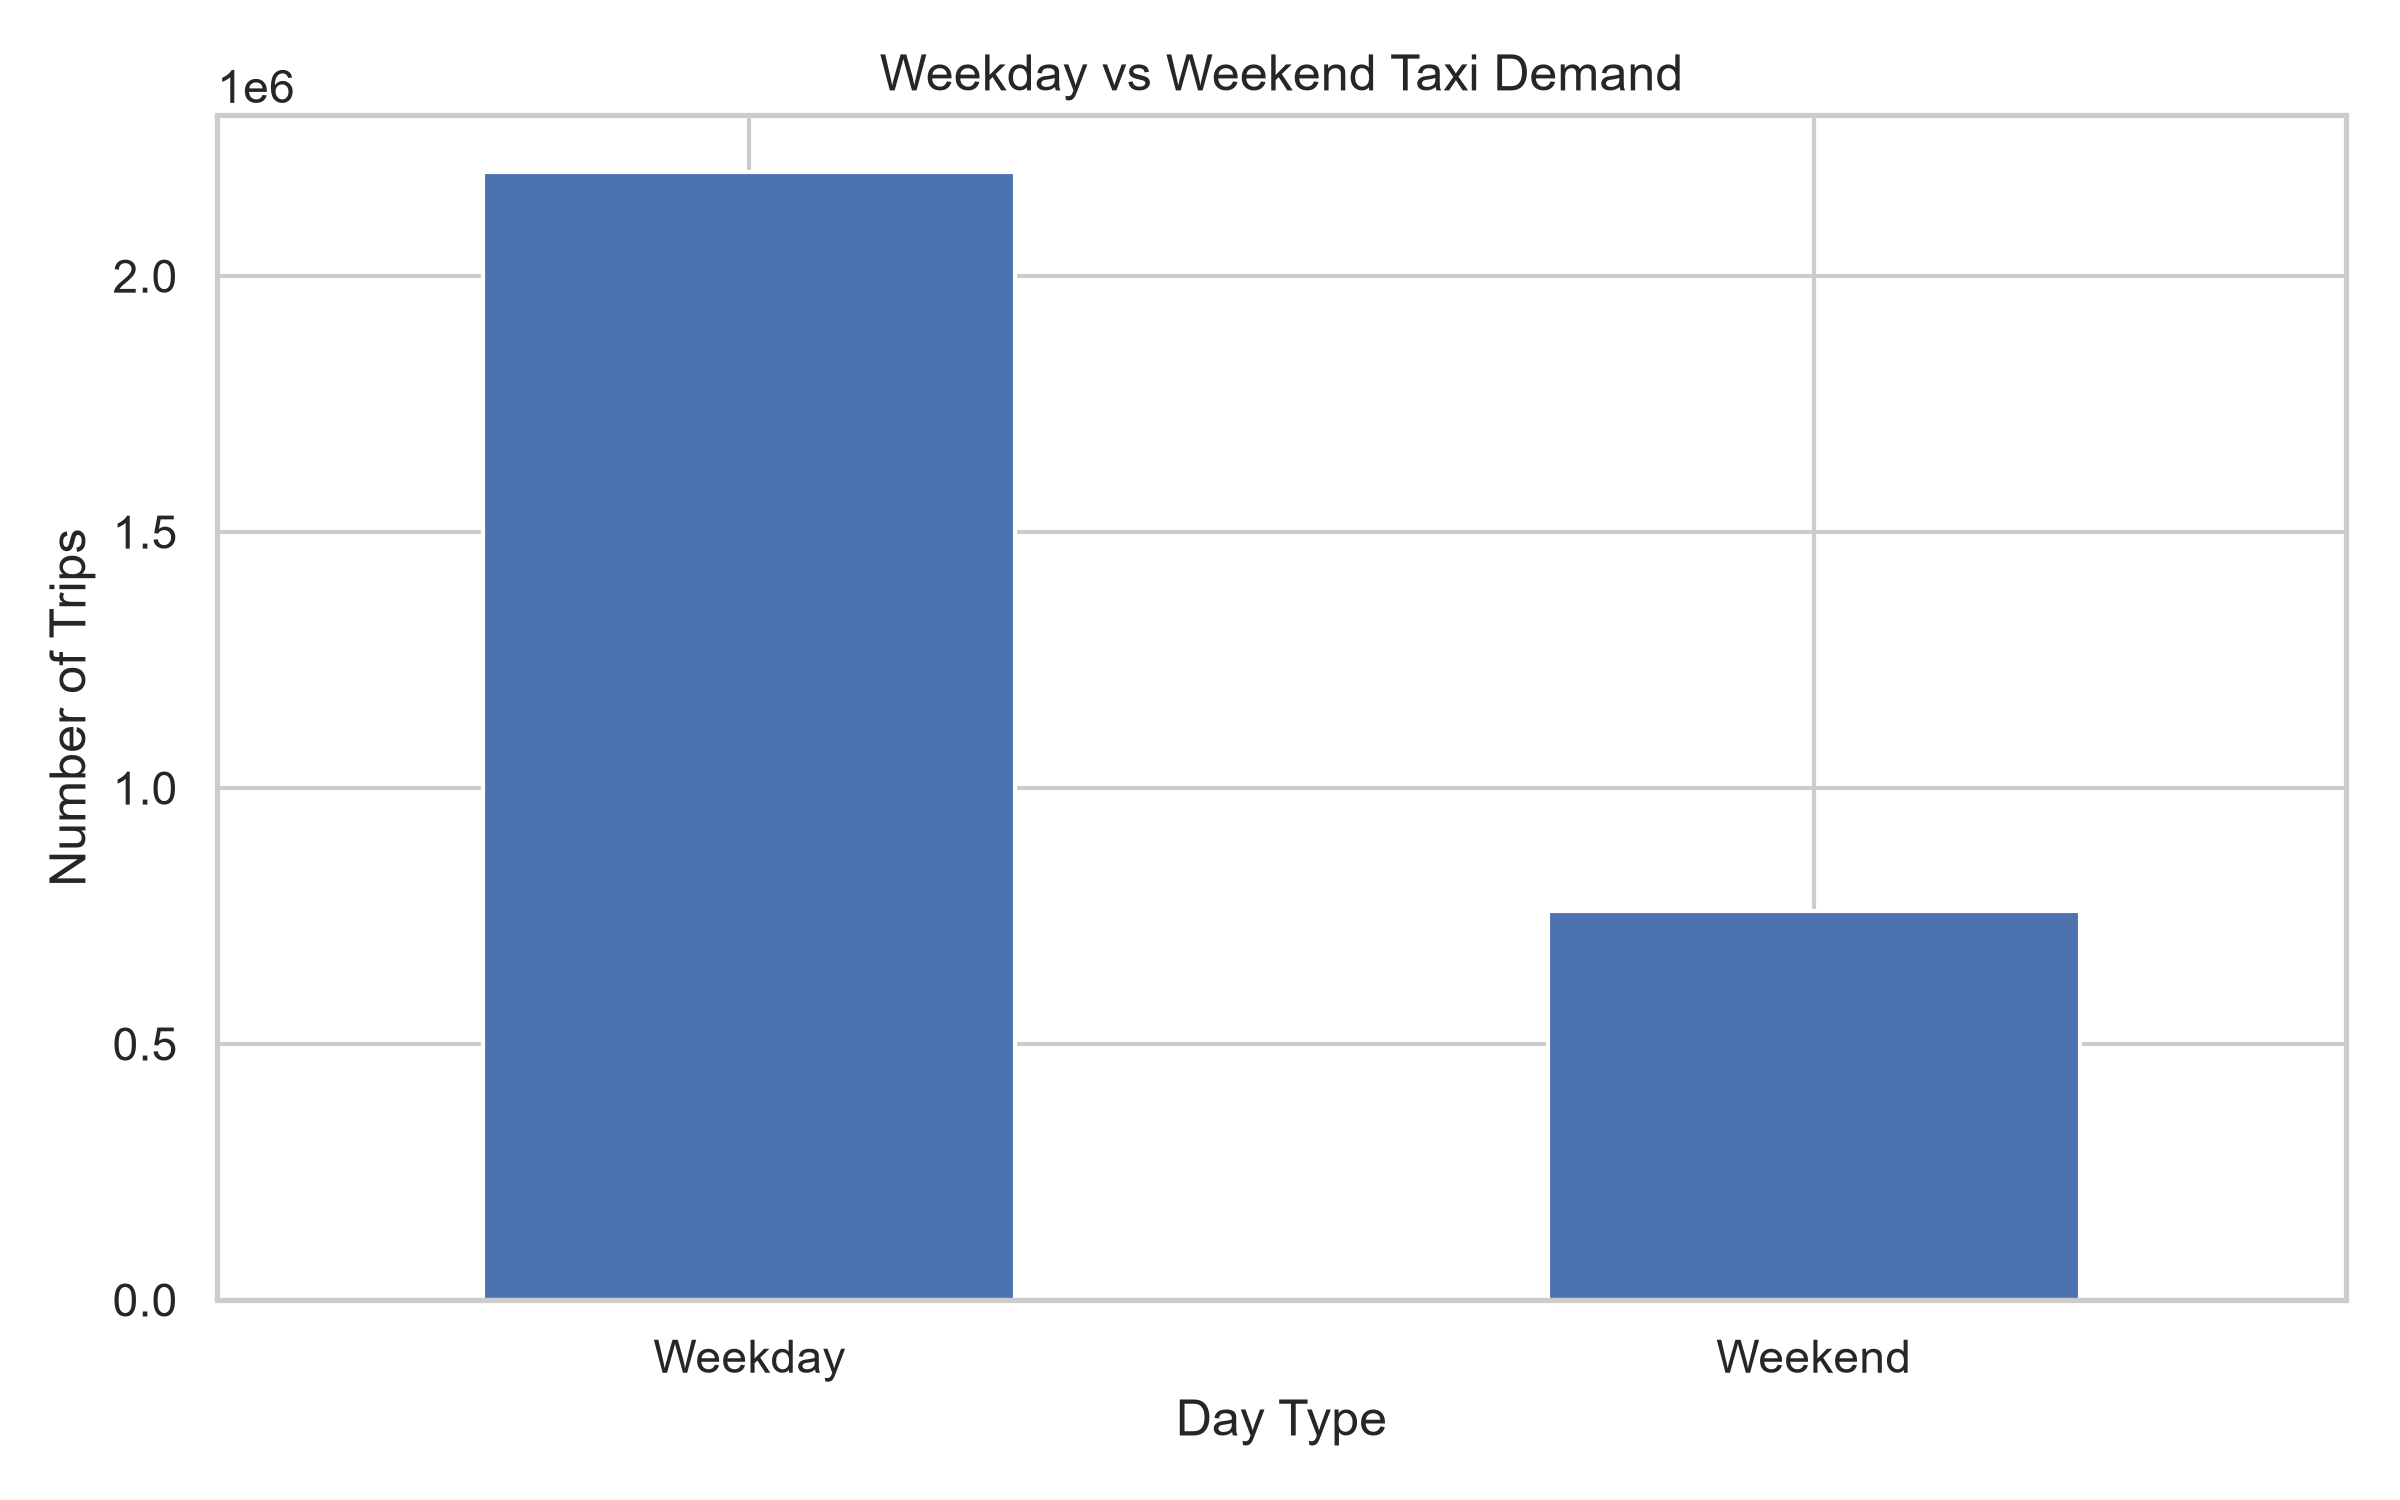 Weekday vs Weekend Taxi Demand
1e6
2.0
1.5
1.0
0.5
0.0
Number of Trips
Weekday
Weekend
Day Type